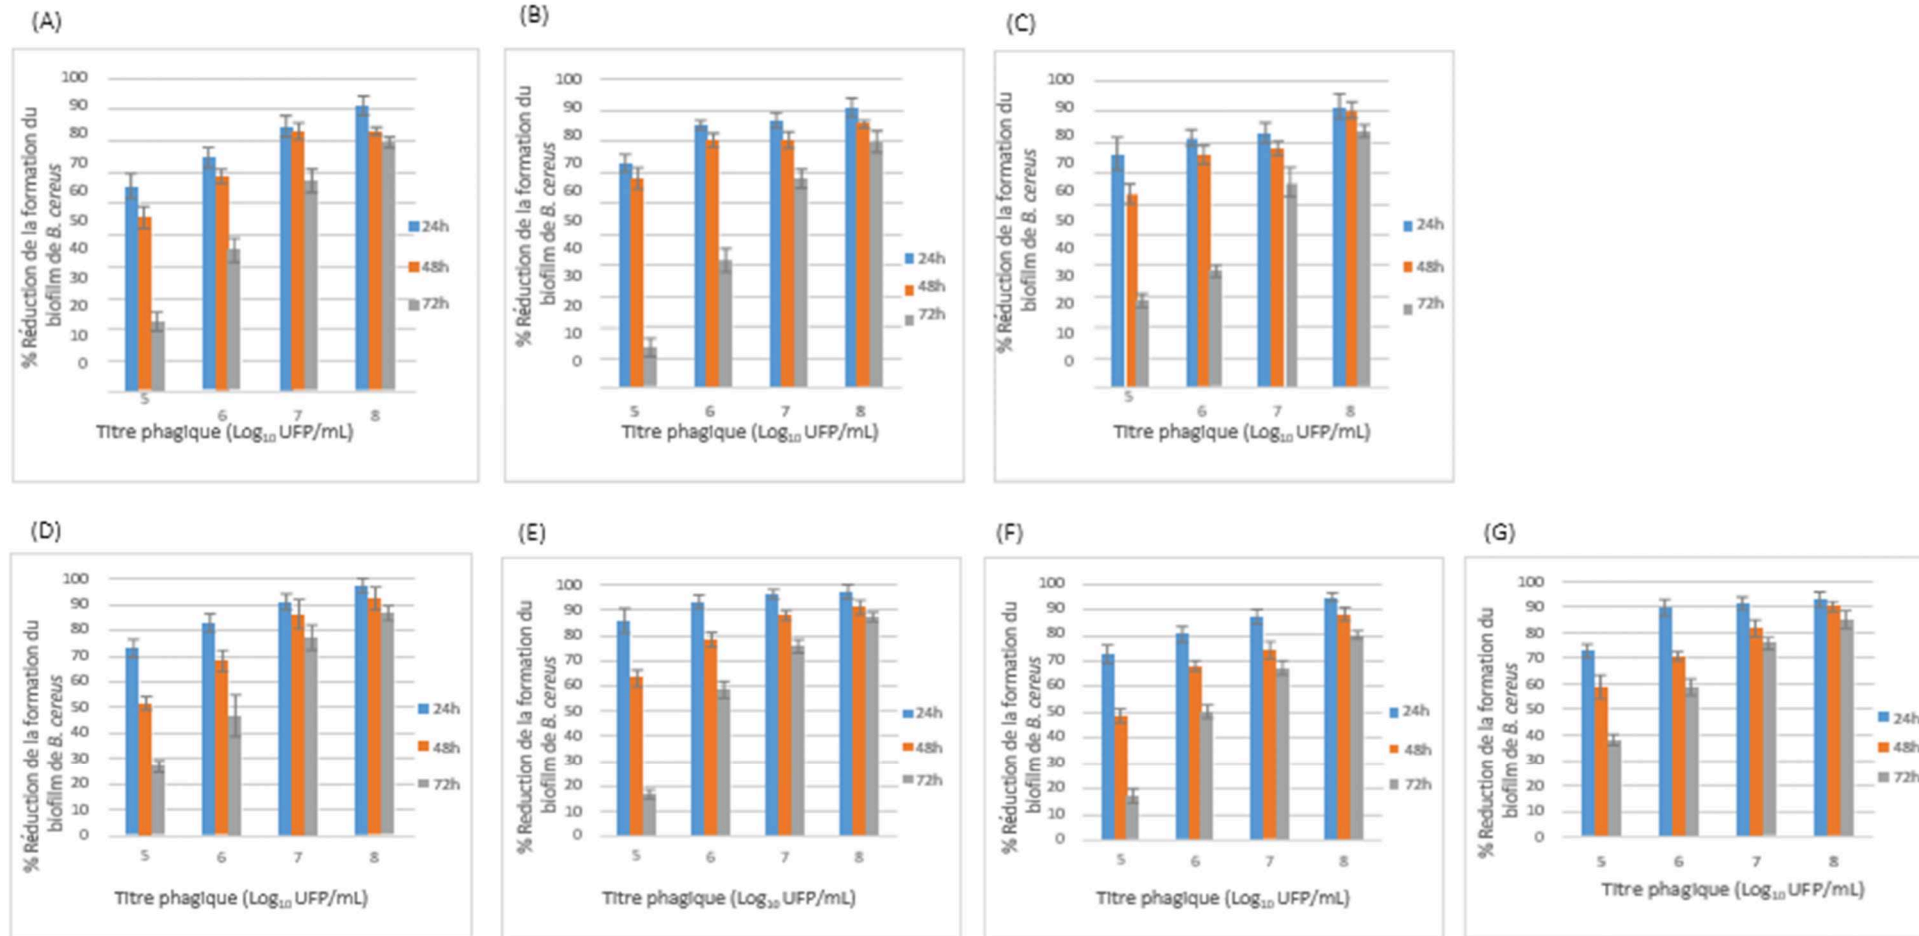 (A)
% Réduction de la formation du
biofilm de B. cereus
100
90
80
70
60
50
40
30
20
10
0
5
6
7
8
Titre phagique (Log₁₀ UFP/mL)
24h
48h
72h
(B)
% Réduction de la formation du
biofilm de B. cereus
100
90
80
70
60
50
40
30
20
10
0
5
6
7
8
Titre phagique (Log₁₀ UFP/mL)
24h
48h
72h
(C)
% Réduction de la formation du
biofilm de B. cereus
100
90
80
70
60
50
40
30
20
10
0
5
6
7
8
Titre phagique (Log₁₀ UFP/mL)
24h
48h
72h
(D)
% Réduction de la formation du
biofilm de B. cereus
100
90
80
70
60
50
40
30
20
10
0
5
6
7
8
Titre phagique (Log₁₀ UFP/mL)
24h
48h
72h
(E)
% Réduction de la formation du
biofilm de B. cereus
100
90
80
70
60
50
40
30
20
10
0
5
6
7
8
Titre phagique (Log₁₀ UFP/mL)
24h
48h
72h
(F)
% Réduction de la formation du
biofilm de B. cereus
100
90
80
70
60
50
40
30
20
10
0
5
6
7
8
Titre phagique (Log₁₀ UFP/mL)
24h
48h
72h
(G)
% Réduction de la formation du
biofilm de B. cereus
100
90
80
70
60
50
40
30
20
10
0
5
6
7
8
Titre phagique (Log₁₀ UFP/mL)
24h
48h
72h